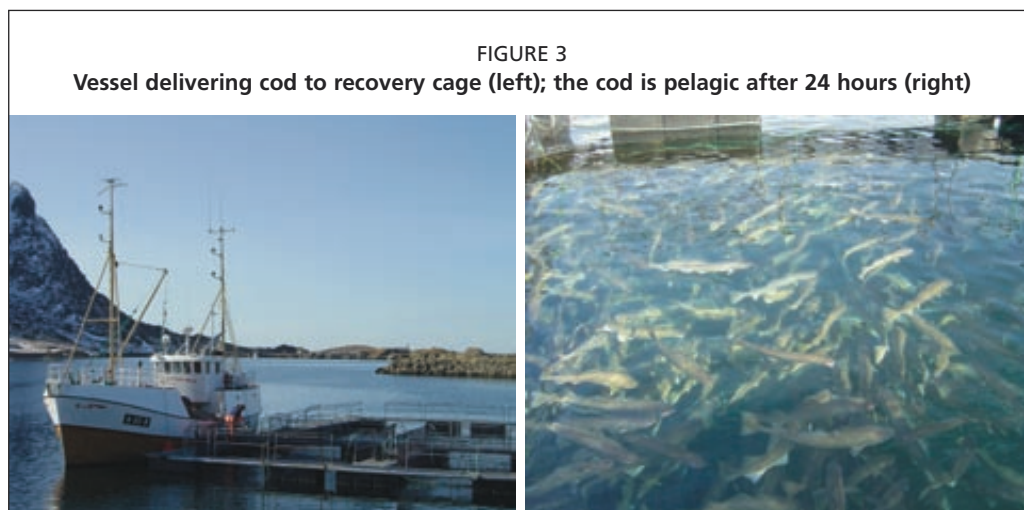 FIGURE 3
Vessel delivering cod to recovery cage (left); the cod is pelagic after 24 hours (right)